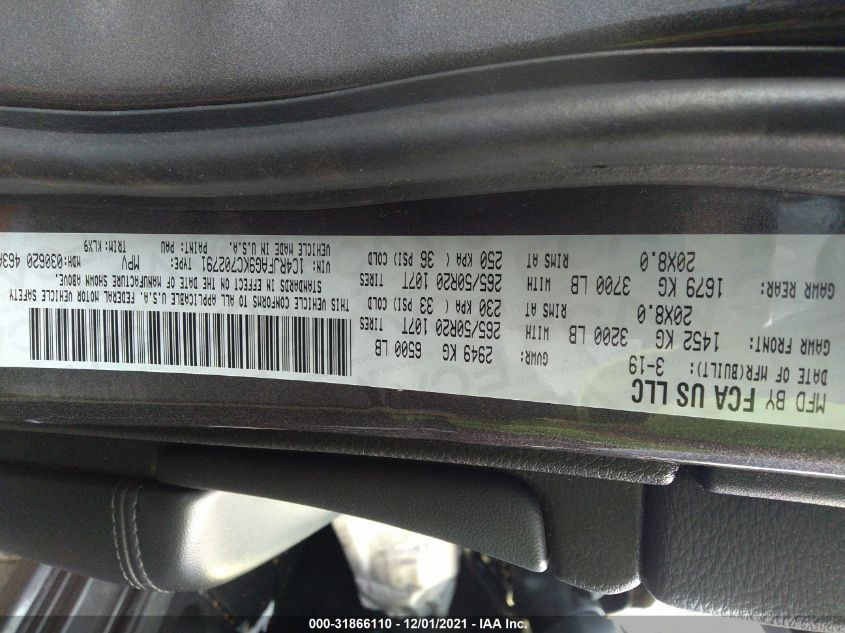 MFD BY FCA US LLC
DATE OF MFR(BUILT): 3-19
GVWR: 2949 KG 6500 LB
GAWR FRONT: 1452 KG 3200 LB WITH 265/50R20 107T TIRES
20X8.0 RIMS AT 230 KPA ( 33 PSI) COLD
GAWR REAR: 1679 KG 3700 LB WITH 265/50R20 107T TIRES
20X8.0 RIMS AT 250 KPA ( 36 PSI) COLD
THIS VEHICLE CONFORMS TO ALL APPLICABLE U.S.A. FEDERAL MOTOR VEHICLE SAFETY
STANDARDS IN EFFECT ON THE DATE OF MANUFACTURE SHOWN ABOVE.
VIN: 1C4RJFAG9KC702791 TYPE: MPV MDH:030620 463A
VEHICLE MADE IN U.S.A. PAINT: PAU TRIM: KLX9
000-31866110 - 12/01/2021 - IAA Inc.